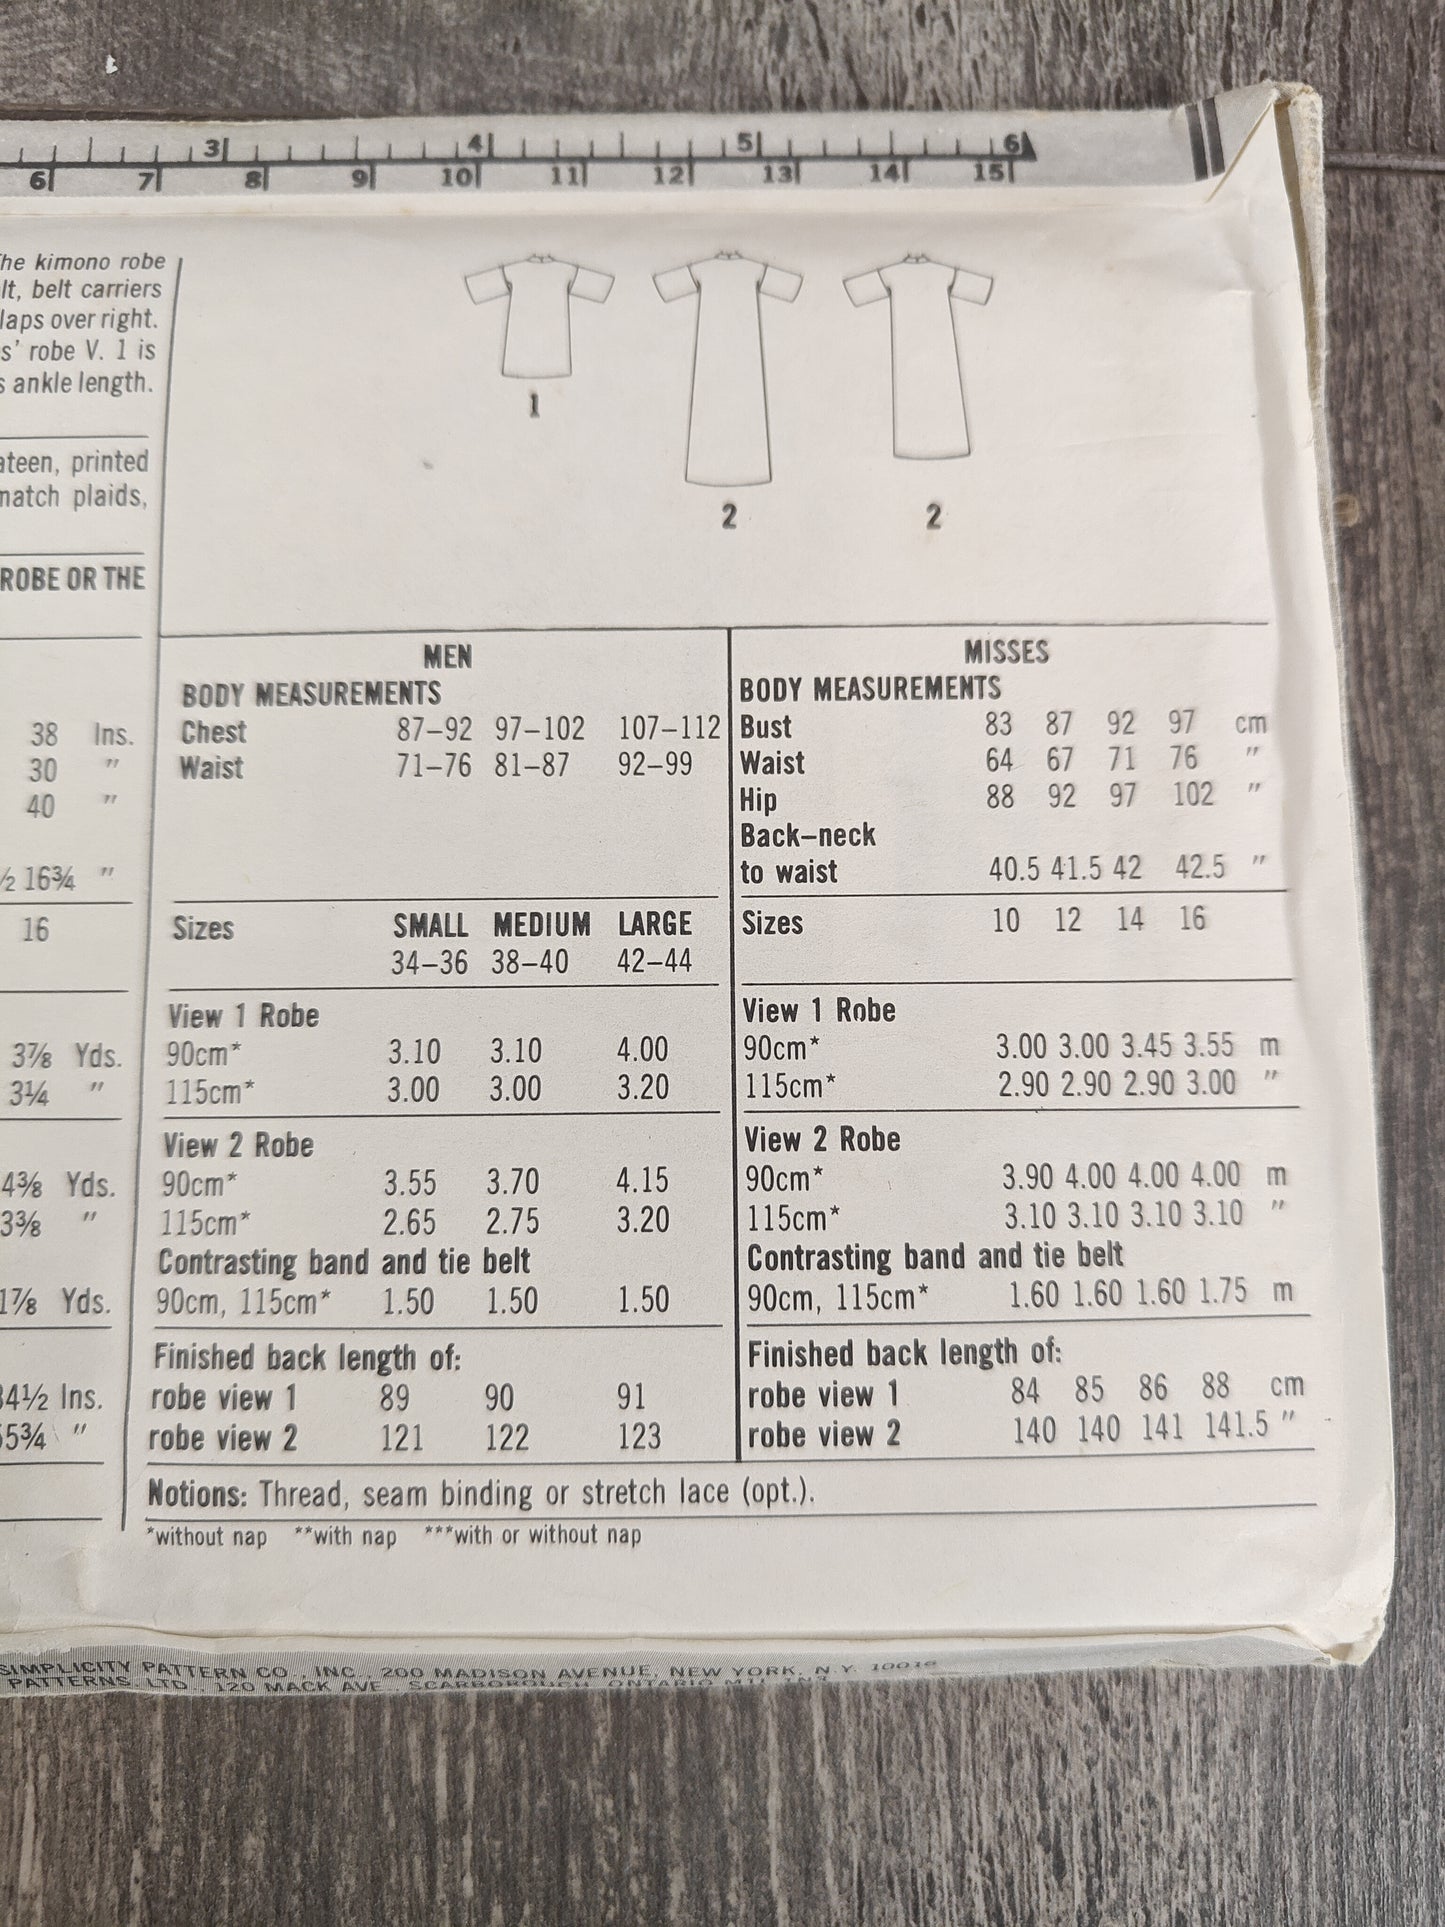 3 4 5 6
6 7 8 9 10 11 12 13 14 15
he kimono robe
lt, belt carriers
laps over right.
s' robe V. 1 is
s ankle length.
1
2
2
ateen, printed
match plaids,
ROBE OR THE
38 Ins.
30 "
40 "
½ 16¾ "
16
3⅞ Yds.
3¼ "
4⅜ Yds.
3⅜ "
1⅞ Yds.
34½ Ins.
55¾ "
MEN
BODY MEASUREMENTS
Chest 87–92 97–102 107–112
Waist 71–76 81–87 92–99
Sizes SMALL MEDIUM LARGE
34–36 38–40 42–44
View 1 Robe
90cm* 3.10 3.10 4.00
115cm* 3.00 3.00 3.20
View 2 Robe
90cm* 3.55 3.70 4.15
115cm* 2.65 2.75 3.20
Contrasting band and tie belt
90cm, 115cm* 1.50 1.50 1.50
Finished back length of:
robe view 1 89 90 91
robe view 2 121 122 123
MISSES
BODY MEASUREMENTS
Bust 83 87 92 97 cm
Waist 64 67 71 76 "
Hip 88 92 97 102 "
Back–neck
to waist 40.5 41.5 42 42.5 "
Sizes 10 12 14 16
View 1 Robe
90cm* 3.00 3.00 3.45 3.55 m
115cm* 2.90 2.90 2.90 3.00 "
View 2 Robe
90cm* 3.90 4.00 4.00 4.00 m
115cm* 3.10 3.10 3.10 3.10 "
Contrasting band and tie belt
90cm, 115cm* 1.60 1.60 1.60 1.75 m
Finished back length of:
robe view 1 84 85 86 88 cm
robe view 2 140 140 141 141.5 "
Notions: Thread, seam binding or stretch lace (opt.).
*without nap **with nap ***with or without nap
SIMPLICITY PATTERN CO., INC., 200 MADISON AVENUE, NEW YORK, N.Y. 10016
PATTERNS, LTD., 120 MACK AVE., SCARBOROUGH, ONTARIO